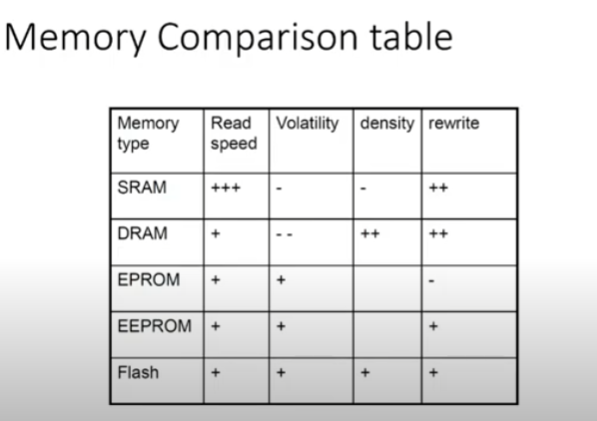 Memory Comparison table
Memory type Read speed Volatility density rewrite
SRAM +++ - - ++
DRAM + -- ++ ++
EPROM + + -
EEPROM + + +
Flash + + + +